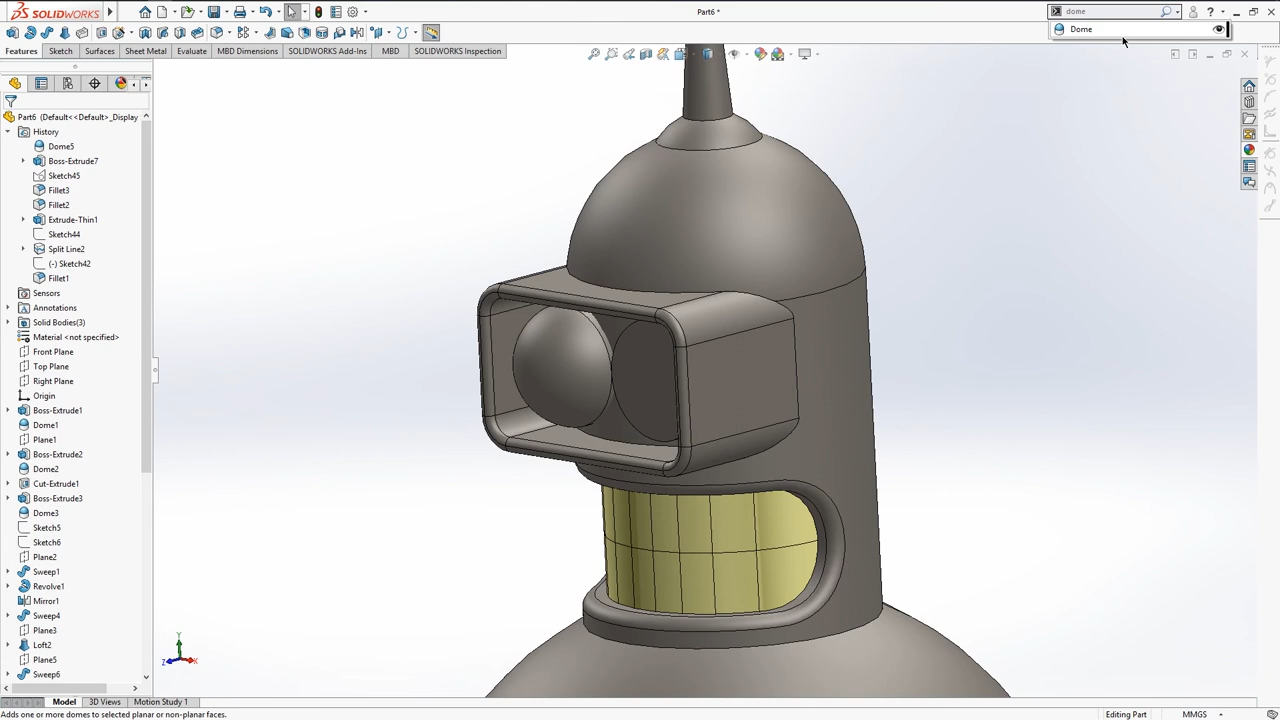 SOLIDWORKS
Part6 *
dome
Dome
Features
Sketch
Surfaces
Sheet Metal
Evaluate
MBD Dimensions
SOLIDWORKS Add-Ins
MBD
SOLIDWORKS Inspection
Part6 (Default<<Default>_Display
History
Dome5
Boss-Extrude7
Sketch45
Fillet3
Fillet2
Extrude-Thin1
Sketch44
Split Line2
(-) Sketch42
Fillet1
Sensors
Annotations
Solid Bodies(3)
Material <not specified>
Front Plane
Top Plane
Right Plane
Origin
Boss-Extrude1
Dome1
Plane1
Boss-Extrude2
Dome2
Cut-Extrude1
Boss-Extrude3
Dome3
Sketch5
Sketch6
Plane2
Sweep1
Revolve1
Mirror1
Sweep4
Plane3
Loft2
Plane5
Sweep6
Y
Z
X
Model
3D Views
Motion Study 1
Adds one or more domes to selected planar or non-planar faces.
Editing Part
MMGS